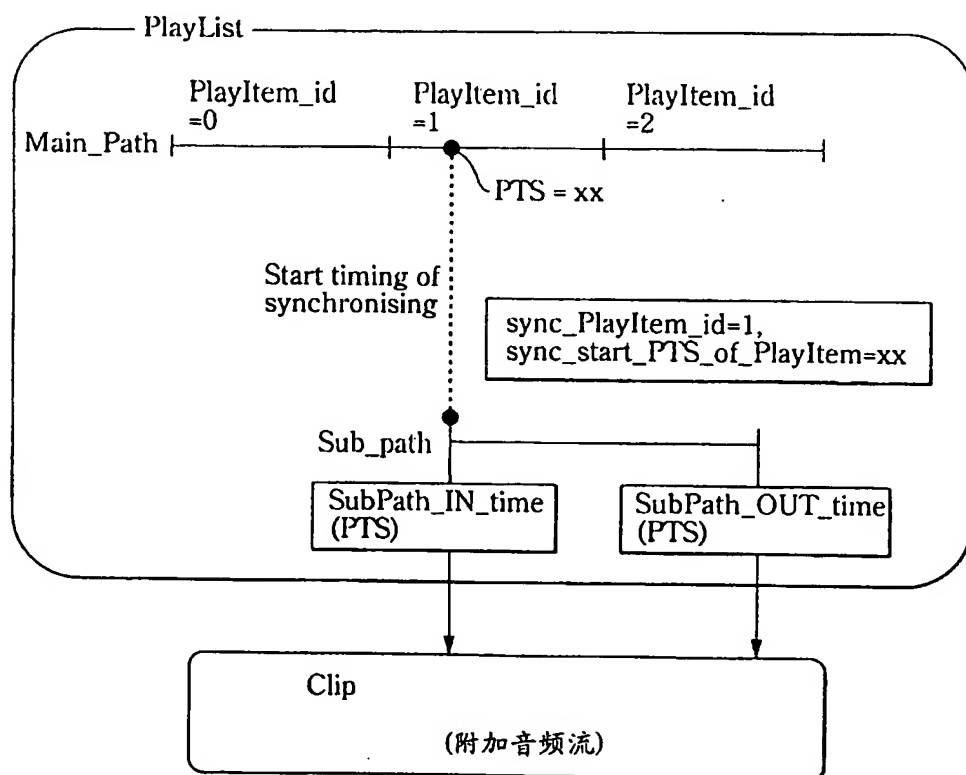 PlayList
PlayItem_id
=0
PlayItem_id
=1
PlayItem_id
=2
Main_Path
PTS = xx
Start timing of
synchronising
sync_PlayItem_id=1,
sync_start_PTS_of_PlayItem=xx
Sub_path
SubPath_IN_time
(PTS)
SubPath_OUT_time
(PTS)
Clip
(附加音频流)